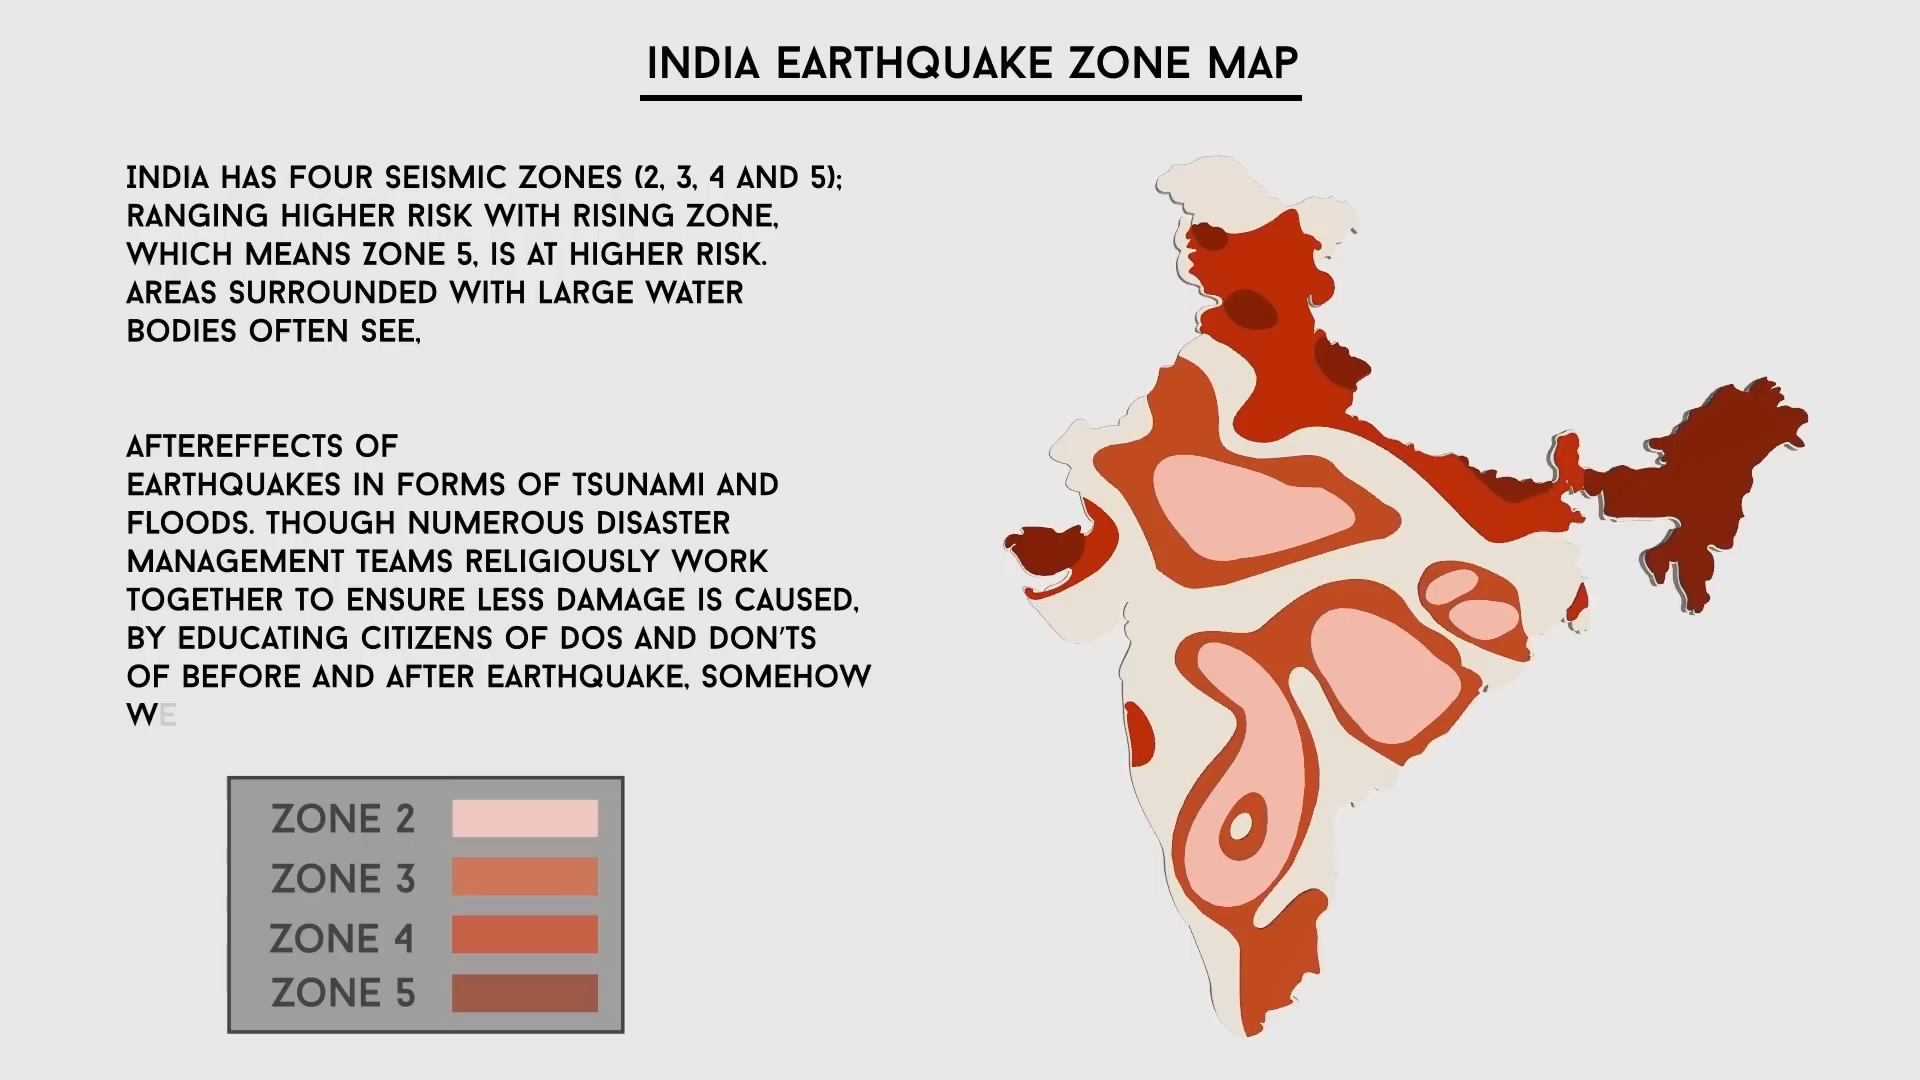 INDIA EARTHQUAKE ZONE MAP
INDIA HAS FOUR SEISMIC ZONES (2, 3, 4 AND 5);
RANGING HIGHER RISK WITH RISING ZONE,
WHICH MEANS ZONE 5, IS AT HIGHER RISK.
AREAS SURROUNDED WITH LARGE WATER
BODIES OFTEN SEE,
AFTEREFFECTS OF
EARTHQUAKES IN FORMS OF TSUNAMI AND
FLOODS. THOUGH NUMEROUS DISASTER
MANAGEMENT TEAMS RELIGIOUSLY WORK
TOGETHER TO ENSURE LESS DAMAGE IS CAUSED,
BY EDUCATING CITIZENS OF DOS AND DON'TS
OF BEFORE AND AFTER EARTHQUAKE, SOMEHOW
WE
ZONE 2
ZONE 3
ZONE 4
ZONE 5